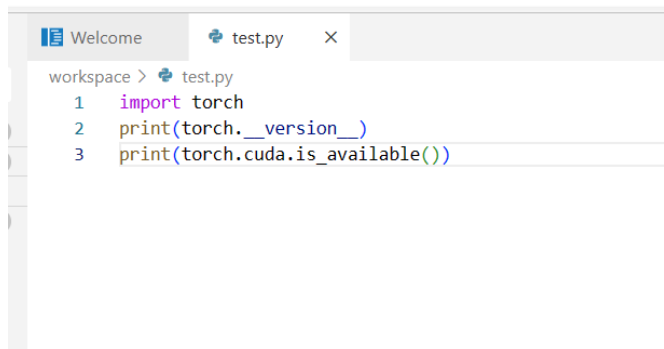 Welcome test.py
workspace > test.py
1 import torch
2 print(torch.__version__)
3 print(torch.cuda.is_available())